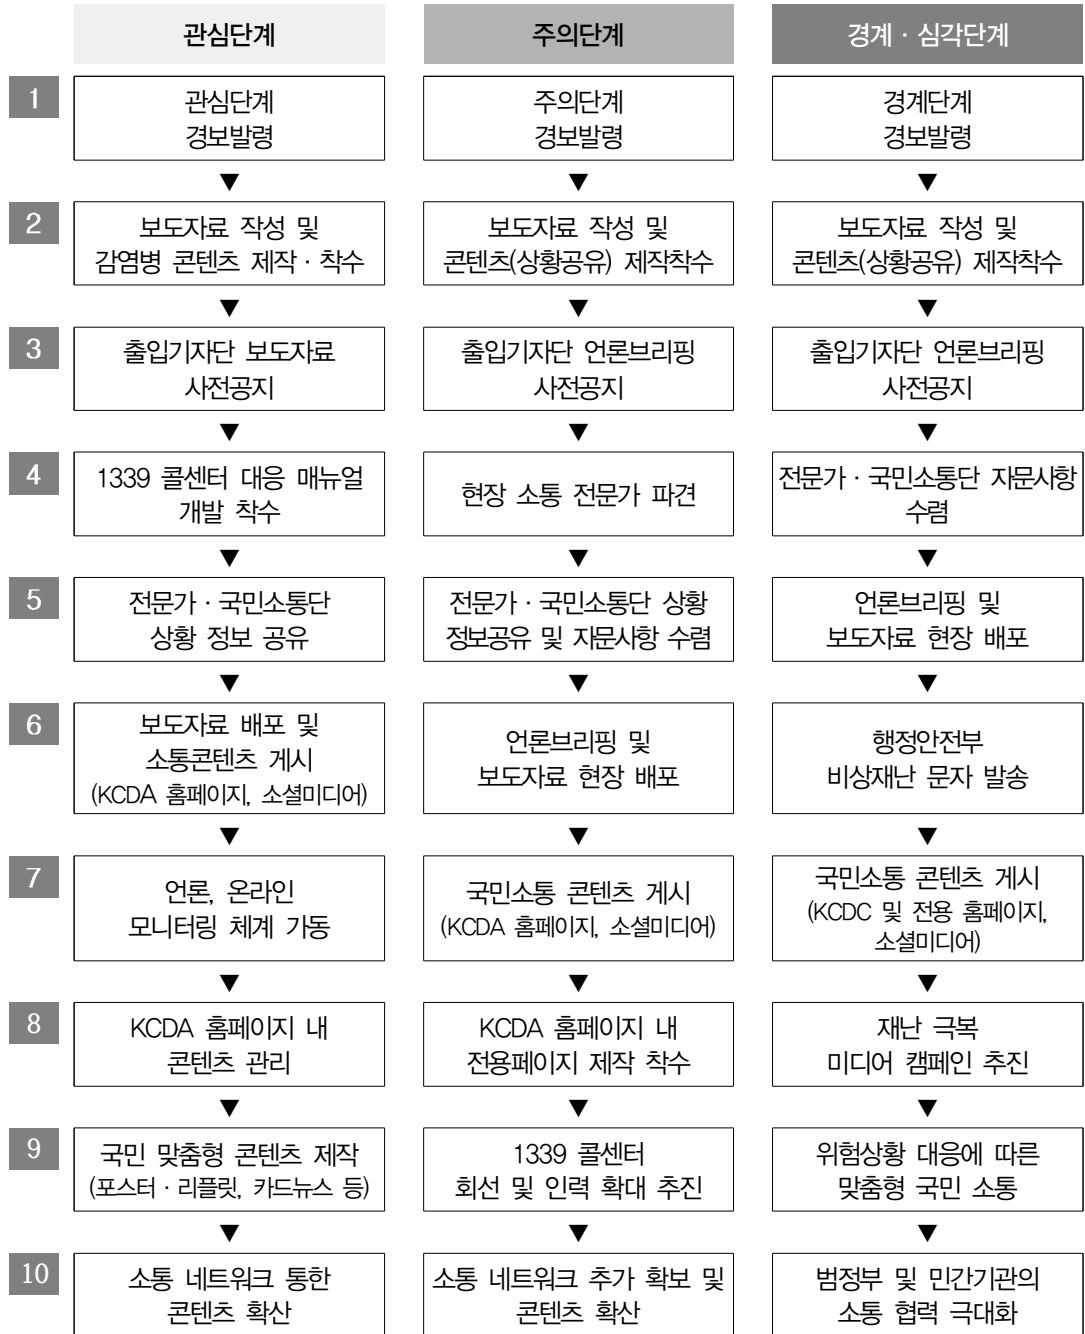 관심단계
주의단계
경계 · 심각단계
1
관심단계
경보발령
주의단계
경보발령
경계단계
경보발령
▼ ▼ ▼
2
보도자료 작성 및
감염병 콘텐츠 제작 · 착수
보도자료 작성 및
콘텐츠(상황공유) 제작착수
보도자료 작성 및
콘텐츠(상황공유) 제작착수
▼ ▼ ▼
3
출입기자단 보도자료
사전공지
출입기자단 언론브리핑
사전공지
출입기자단 언론브리핑
사전공지
▼ ▼ ▼
4
1339 콜센터 대응 매뉴얼
개발 착수
현장 소통 전문가 파견
전문가 · 국민소통단 자문사항
수렴
▼ ▼ ▼
5
전문가 · 국민소통단
상황 정보 공유
전문가 · 국민소통단 상황
정보공유 및 자문사항 수렴
언론브리핑 및
보도자료 현장 배포
▼ ▼ ▼
6
보도자료 배포 및
소통콘텐츠 게시
(KCDA 홈페이지, 소셜미디어)
언론브리핑 및
보도자료 현장 배포
행정안전부
비상재난 문자 발송
▼ ▼ ▼
7
언론, 온라인
모니터링 체계 가동
국민소통 콘텐츠 게시
(KCDA 홈페이지, 소셜미디어)
국민소통 콘텐츠 게시
(KCDC 및 전용 홈페이지,
소셜미디어)
▼ ▼ ▼
8
KCDA 홈페이지 내
콘텐츠 관리
KCDA 홈페이지 내
전용페이지 제작 착수
재난 극복
미디어 캠페인 추진
▼ ▼ ▼
9
국민 맞춤형 콘텐츠 제작
(포스터 · 리플릿, 카드뉴스 등)
1339 콜센터
회선 및 인력 확대 추진
위험상황 대응에 따른
맞춤형 국민 소통
▼ ▼ ▼
10
소통 네트워크 통한
콘텐츠 확산
소통 네트워크 추가 확보 및
콘텐츠 확산
범정부 및 민간기관의
소통 협력 극대화